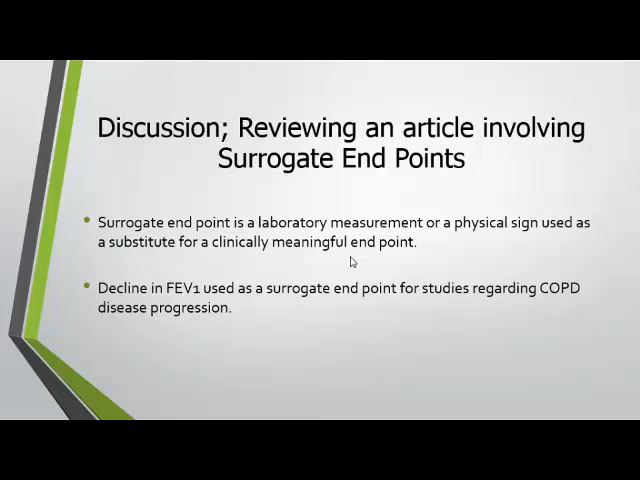 Discussion; Reviewing an article involving
Surrogate End Points
Surrogate end point is a laboratory measurement or a physical sign used as
a substitute for a clinically meaningful end point.
Decline in FEV1 used as a surrogate end point for studies regarding COPD
disease progression.